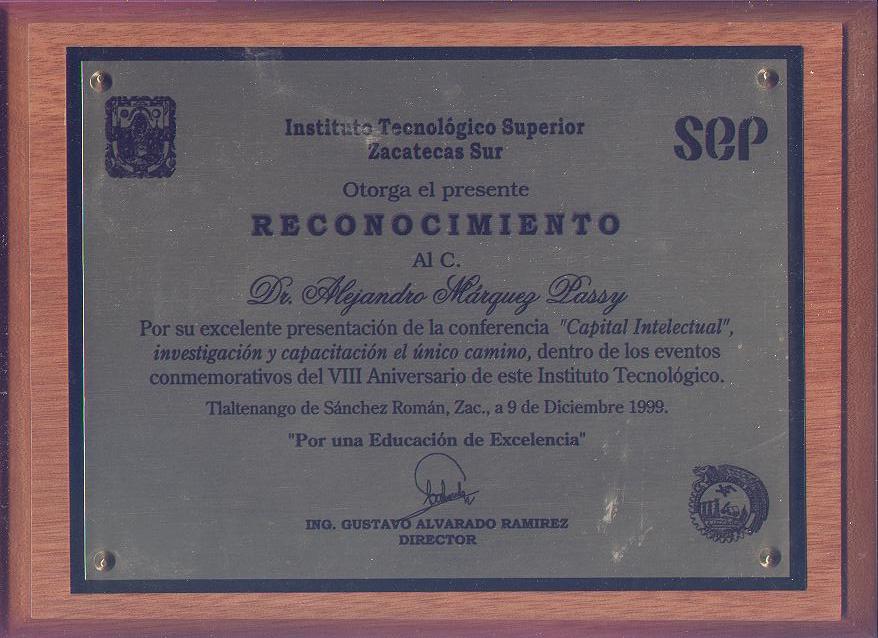 Instituto Tecnológico Superior
Zacatecas Sur
SEP
Otorga el presente
RECONOCIMIENTO
Al C.
Dr. Alejandro Márquez Passy
Por su excelente presentación de la conferencia "Capital Intelectual",
investigación y capacitación el único camino, dentro de los eventos
conmemorativos del VIII Aniversario de este Instituto Tecnológico.
Tlaltenango de Sánchez Román, Zac., a 9 de Diciembre 1999.
"Por una Educación de Excelencia"
ING. GUSTAVO ALVARADO RAMIREZ
DIRECTOR